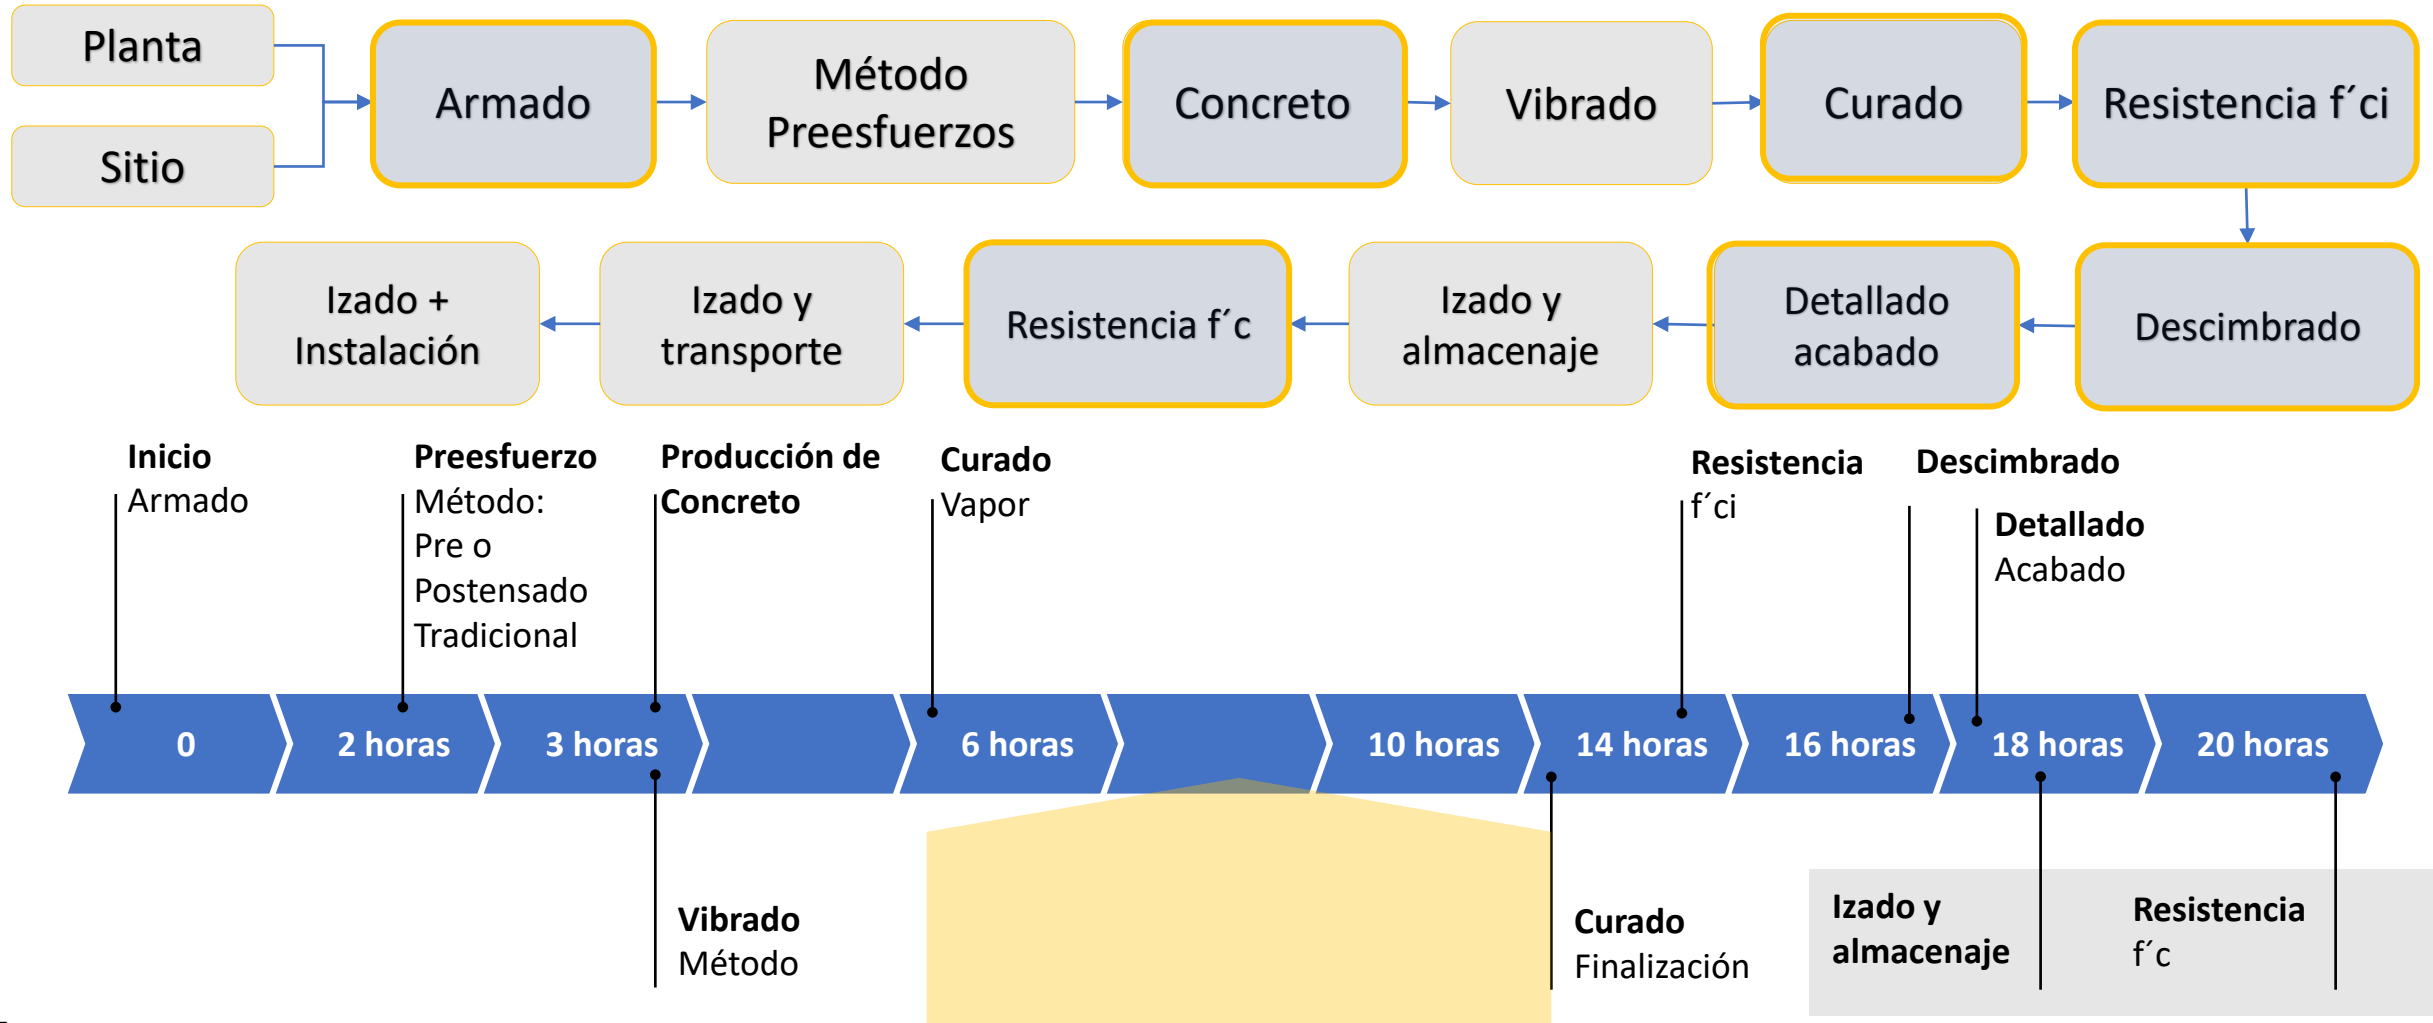 Planta
Sitio
Armado
Método
Preesfuerzos
Concreto
Vibrado
Curado
Resistencia f´ci
Izado +
Instalación
Izado y
transporte
Resistencia f´c
Izado y
almacenaje
Detallado
acabado
Descimbrado
Inicio
Armado
Preesfuerzo
Método:
Pre o
Postensado
Tradicional
Producción de
Concreto
Curado
Vapor
Resistencia
f´ci
Descimbrado
Detallado
Acabado
0
2 horas
3 horas
6 horas
10 horas
14 horas
16 horas
18 horas
20 horas
Vibrado
Método
Curado
Finalización
Izado y
almacenaje
Resistencia
f´c